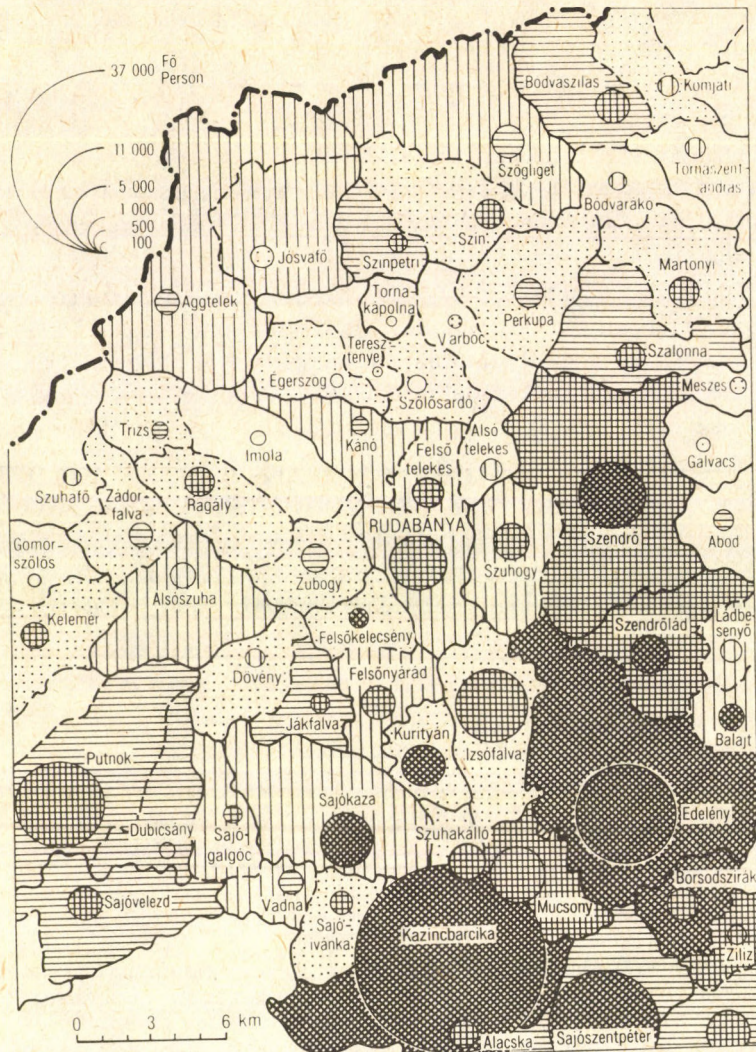 37 000 Fő
Person
11 000
5 000
1 000
500
100
Bódvaszilas
Komjáti
Szögliget
Tornaszent-
andrás
Bódvarákó
Jósvafő
Szinpetri
Szin
Martonyi
Aggtelek
Torna-
kápolna
Varbóc
Perkupa
Szalonna
Teresz-
tenye
Égerszog
Szőlősardó
Meszes
Trizs
Imola
Kánó
Felső
telekes
Alsó
telekes
Galvács
Szuhafő
Zádor-
falva
Ragály
RUDABÁNYA
Szendrő
Abod
Gömör-
szőlős
Alsószuha
Zubogy
Szuhogy
Kelemér
Felsőkelecsény
Szendrőlád
Ládbe-
senyő
Dövény
Felsőnyárád
Jákfalva
Kurityán
Izsófalva
Balajt
Putnok
Sajókaza
Edelény
Dubicsány
Sajó-
galgóc
Szuhakálló
Borsodszirák
Sajóvelezd
Vadna
Sajó-
ivánka
Mucsony
Kazincbarcika
Ziliz
0 3 6 km
Alacska
Sajószentpéter